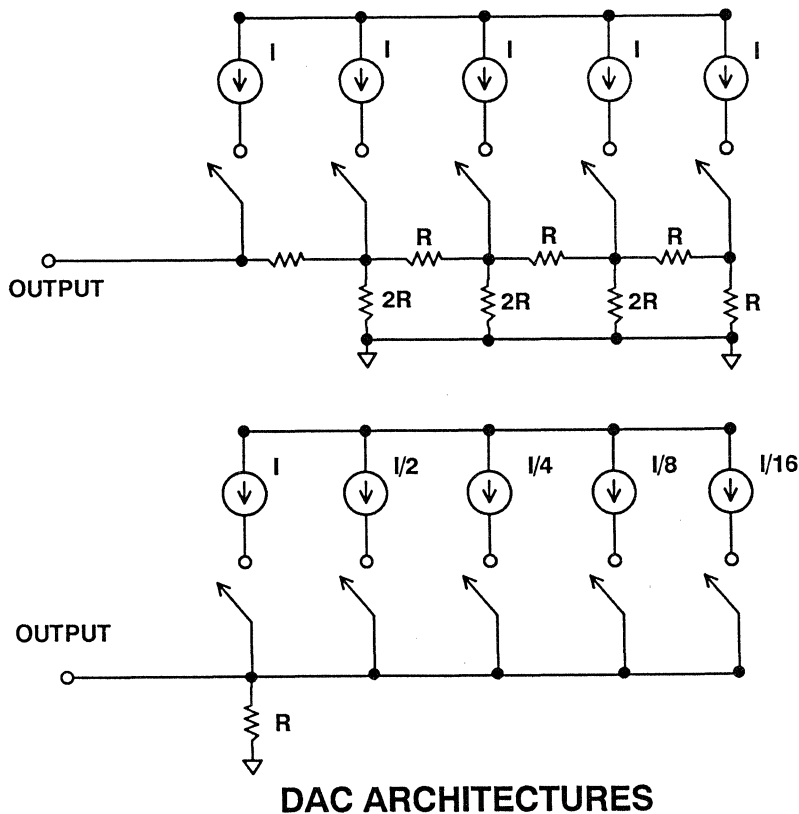 I I I I I
R R R
OUTPUT
2R 2R 2R R
I I/2 I/4 I/8 I/16
OUTPUT
R
DAC ARCHITECTURES